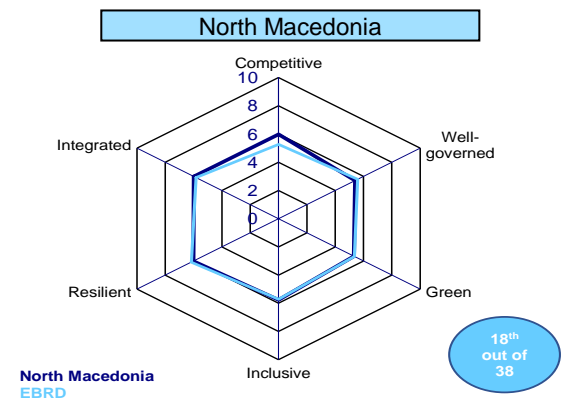 North Macedonia
Competitive
10
8
6
4
2
0
Integrated
Well-
governed
Resilient
Green
Inclusive
18th
out of
38
North Macedonia
EBRD